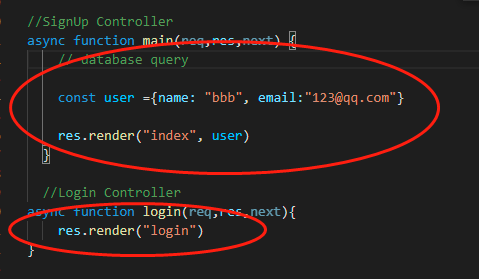 //SignUp Controller
async function main(req,res,next) {
// database query
const user ={name: "bbb", email:"123@qq.com"}
res.render("index", user)
}
//Login Controller
async function login(req,res,next){
res.render("login")
}